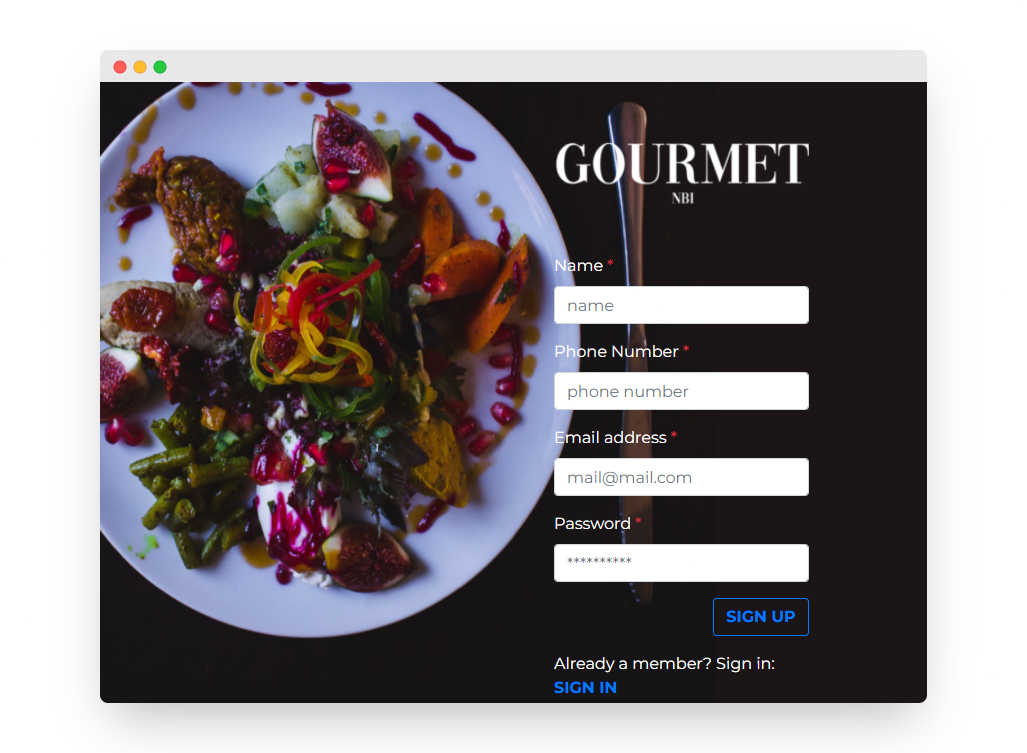 GOURMET
NBI
Name *
name
Phone Number *
phone number
Email address *
mail@mail.com
Password *
**********
SIGN UP
Already a member? Sign in:
SIGN IN